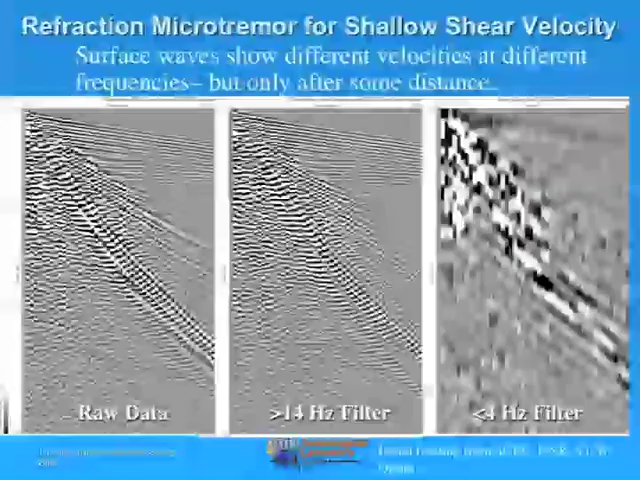 Refraction Microtremor for Shallow Shear Velocity
Surface waves show different velocities at different
frequencies– but only after some distance.
Raw Data
>14 Hz Filter
<4 Hz Filter